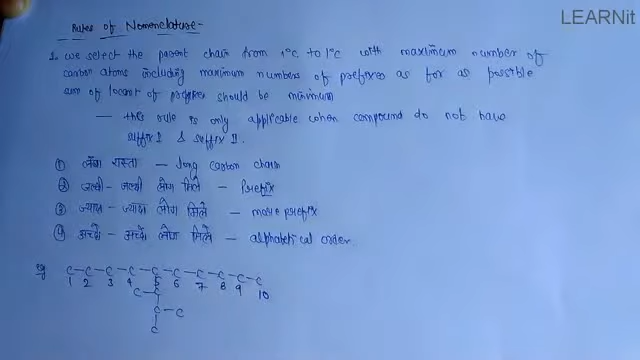 LEARNit
Rules of Nomenclature-
1. we select the parent chain from 1°C to 1°C with maximum number of
carbon atoms including maximum numbers of prefixes as for as possible
sum of locant of prefixes should be minimum
— this rule is only applicable when compound do not have
suffix I & suffix II.
① लंबा रास्ता — long carbon chain
② जल्दी-जल्दी लोग मिले — Prefix
③ ज्यादा-ज्यादा लोग मिले — more prefix
④ अच्छे-अच्छे लोग मिले — alphabetical order
eg C-C-C-C-C-C-C-C-C-C
1 2 3 4 5 6 7 8 9 10
C-C
C-C
C